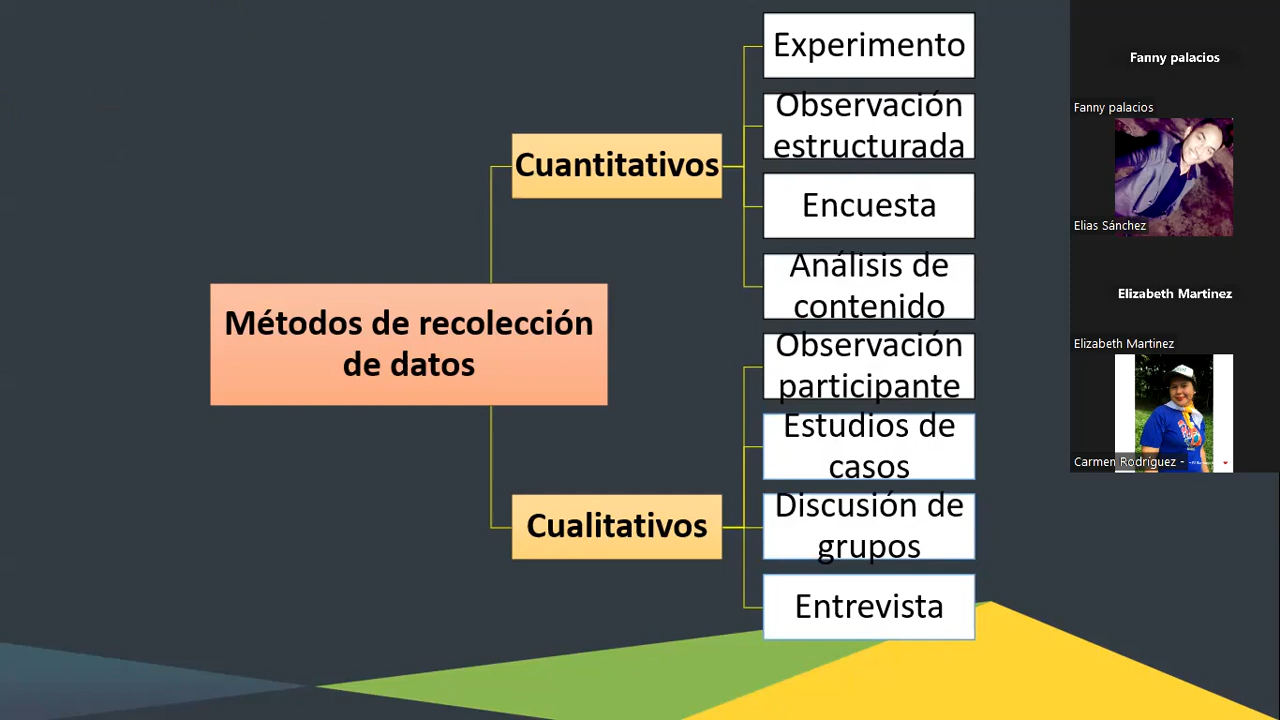 Experimento
Observación
estructurada
Cuantitativos
Encuesta
Análisis de
contenido
Métodos de recolección
de datos
Observación
participante
Estudios de
casos
Cualitativos
Discusión de
grupos
Entrevista
Fanny palacios
Fanny palacios
Elias Sánchez
Elizabeth Martinez
Elizabeth Martinez
Carmen Rodríguez -